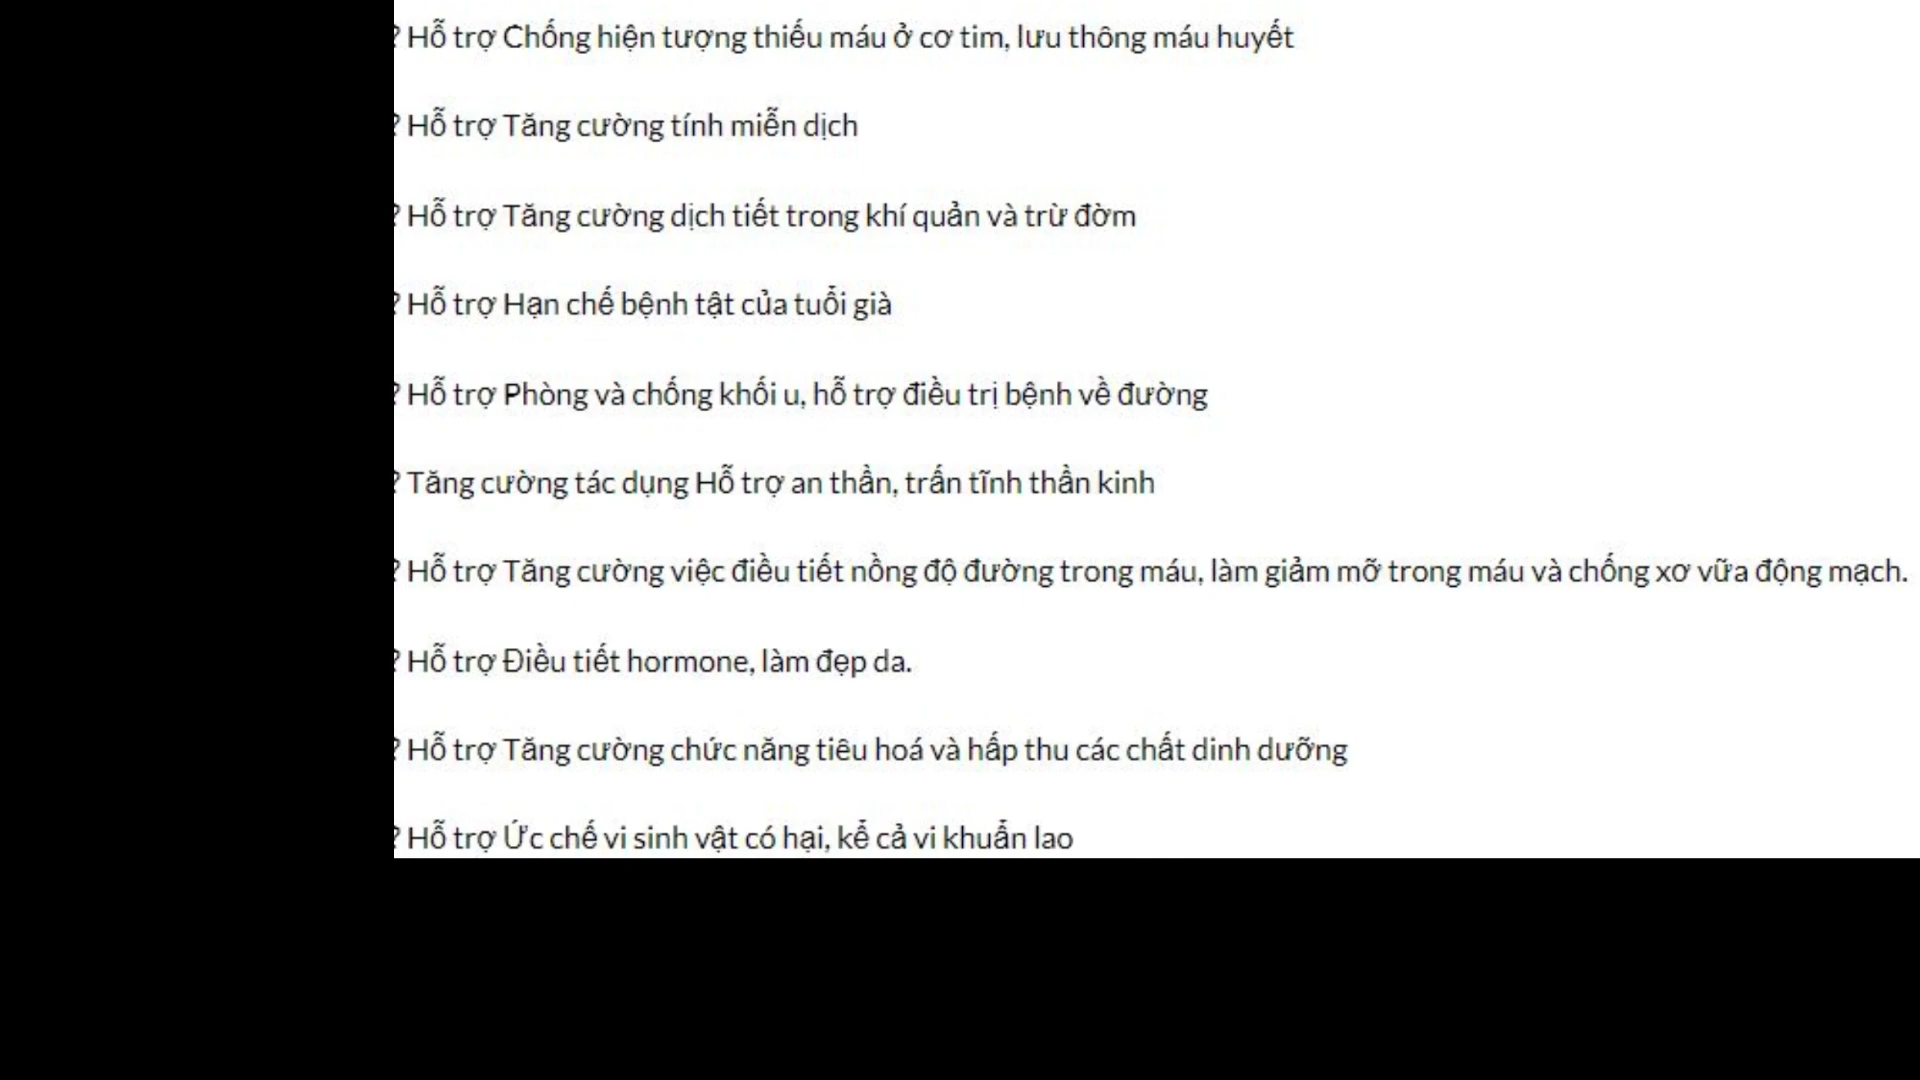 ? Hỗ trợ Chống hiện tượng thiếu máu ở cơ tim, lưu thông máu huyết
? Hỗ trợ Tăng cường tính miễn dịch
? Hỗ trợ Tăng cường dịch tiết trong khí quản và trừ đờm
? Hỗ trợ Hạn chế bệnh tật của tuổi già
? Hỗ trợ Phòng và chống khối u, hỗ trợ điều trị bệnh về đường
? Tăng cường tác dụng Hỗ trợ an thần, trấn tĩnh thần kinh
? Hỗ trợ Tăng cường việc điều tiết nồng độ đường trong máu, làm giảm mỡ trong máu và chống xơ vữa động mạch.
? Hỗ trợ Điều tiết hormone, làm đẹp da.
? Hỗ trợ Tăng cường chức năng tiêu hoá và hấp thu các chất dinh dưỡng
? Hỗ trợ Ức chế vi sinh vật có hại, kể cả vi khuẩn lao